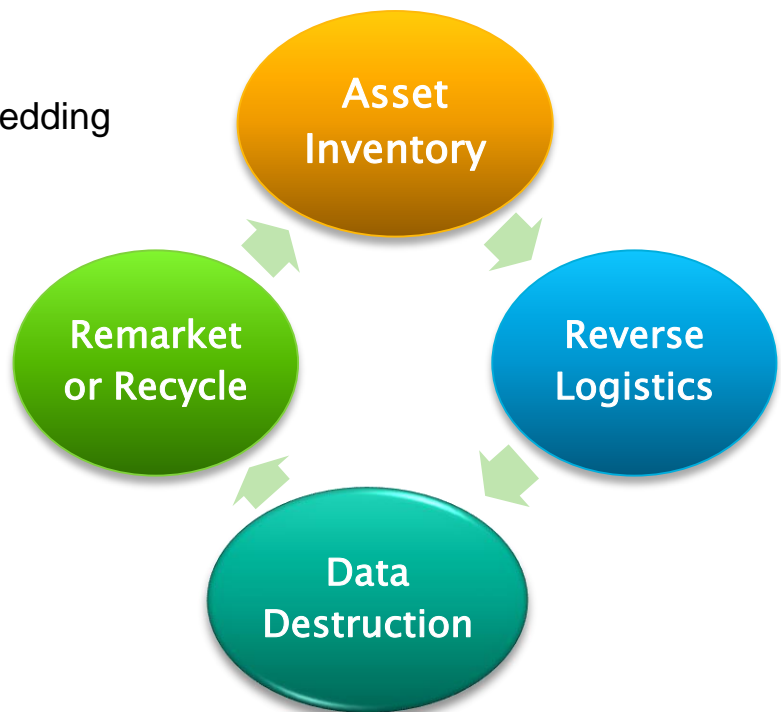 edding
Asset
Inventory
Reverse
Logistics
Data
Destruction
Remarket
or Recycle